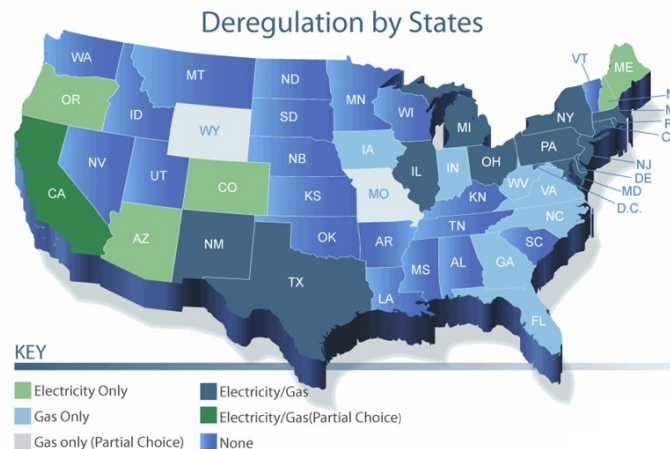 Deregulation by States
WA
MT
ND
MN
VT
ME
OR
ID
SD
WI
MI
NY
N
M
R
C
WY
NB
IA
IL
IN
OH
PA
NJ
DE
MD
D.C.
NV
UT
CO
KS
MO
WV
VA
KN
CA
AZ
NM
OK
AR
TN
NC
SC
TX
LA
MS
AL
GA
FL
KEY
Electricity Only
Electricity/Gas
Gas Only
Electricity/Gas(Partial Choice)
Gas only (Partial Choice)
None